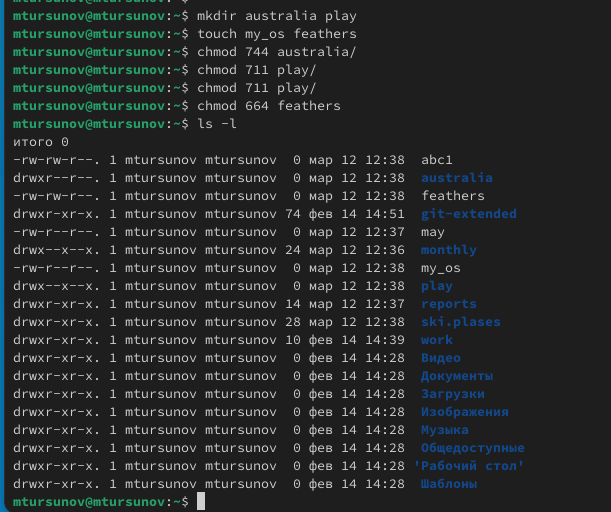 mtursunov@mtursunov:~$ mkdir australia play
mtursunov@mtursunov:~$ touch my_os feathers
mtursunov@mtursunov:~$ chmod 744 australia/
mtursunov@mtursunov:~$ chmod 711 play/
mtursunov@mtursunov:~$ chmod 711 play/
mtursunov@mtursunov:~$ chmod 664 feathers
mtursunov@mtursunov:~$ ls -l
итого 0
-rw-rw-r--. 1 mtursunov mtursunov  0 мар 12 12:38  abc1
drwxr--r--. 1 mtursunov mtursunov  0 мар 12 12:38  australia
-rw-rw-r--. 1 mtursunov mtursunov  0 мар 12 12:38  feathers
drwxr-xr-x. 1 mtursunov mtursunov 74 фев 14 14:51  git-extended
-rw-r--r--. 1 mtursunov mtursunov  0 мар 12 12:37  may
drwx--x--x. 1 mtursunov mtursunov 24 мар 12 12:36  monthly
-rw-r--r--. 1 mtursunov mtursunov  0 мар 12 12:38  my_os
drwx--x--x. 1 mtursunov mtursunov  0 мар 12 12:38  play
drwxr-xr-x. 1 mtursunov mtursunov 14 мар 12 12:37  reports
drwxr-xr-x. 1 mtursunov mtursunov 28 мар 12 12:38  ski.plases
drwxr-xr-x. 1 mtursunov mtursunov 10 фев 14 14:39  work
drwxr-xr-x. 1 mtursunov mtursunov  0 фев 14 14:28  Видео
drwxr-xr-x. 1 mtursunov mtursunov  0 фев 14 14:28  Документы
drwxr-xr-x. 1 mtursunov mtursunov  0 фев 14 14:28  Загрузки
drwxr-xr-x. 1 mtursunov mtursunov  0 фев 14 14:28  Изображения
drwxr-xr-x. 1 mtursunov mtursunov  0 фев 14 14:28  Музыка
drwxr-xr-x. 1 mtursunov mtursunov  0 фев 14 14:28  Общедоступные
drwxr-xr-x. 1 mtursunov mtursunov  0 фев 14 14:28 'Рабочий стол'
drwxr-xr-x. 1 mtursunov mtursunov  0 фев 14 14:28  Шаблоны
mtursunov@mtursunov:~$